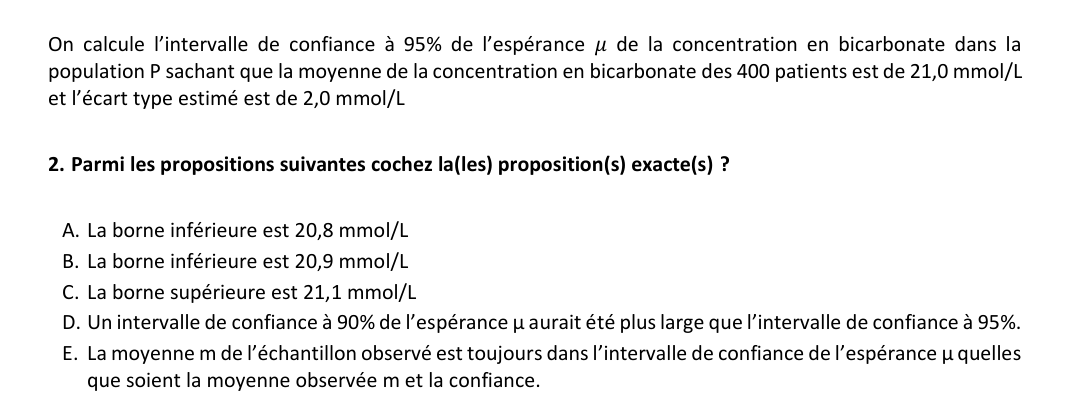 On calcule l’intervalle de confiance à 95% de l’espérance μ de la concentration en bicarbonate dans la
population P sachant que la moyenne de la concentration en bicarbonate des 400 patients est de 21,0 mmol/L
et l’écart type estimé est de 2,0 mmol/L
2. Parmi les propositions suivantes cochez la(les) proposition(s) exacte(s) ?
A. La borne inférieure est 20,8 mmol/L
B. La borne inférieure est 20,9 mmol/L
C. La borne supérieure est 21,1 mmol/L
D. Un intervalle de confiance à 90% de l’espérance μ aurait été plus large que l’intervalle de confiance à 95%.
E. La moyenne m de l’échantillon observé est toujours dans l’intervalle de confiance de l’espérance μ quelles
que soient la moyenne observée m et la confiance.